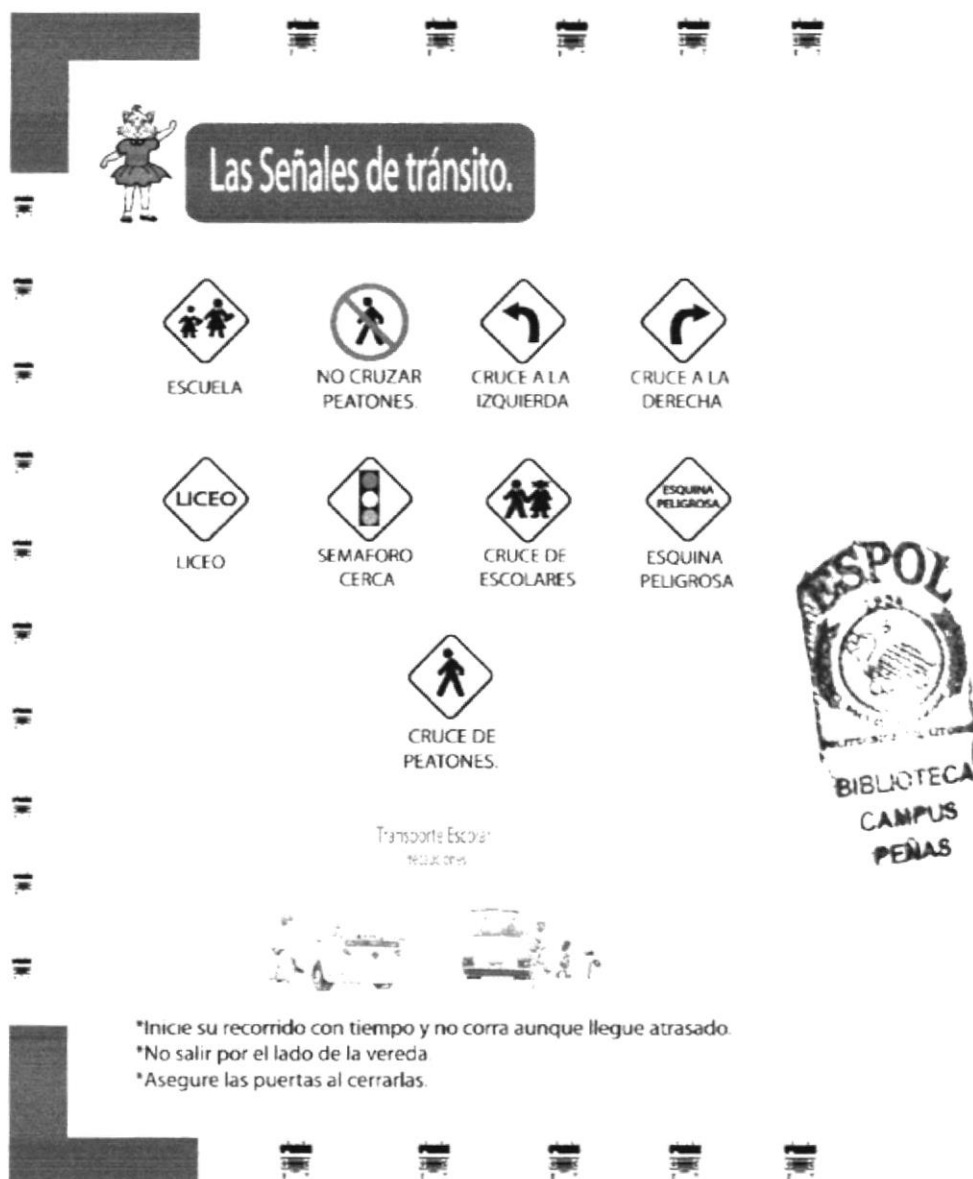 Las Señales de tránsito.
ESCUELA
NO CRUZAR
PEATONES.
CRUCE A LA
IZQUIERDA
CRUCE A LA
DERECHA
LICEO
LICEO
SEMAFORO
CERCA
CRUCE DE
ESCOLARES
ESQUINA
PELIGROSA
ESQUINA
PELIGROSA
CRUCE DE
PEATONES.
Transporte Escolar
ESPOL
BIBLIOTECA
CAMPUS
PEÑAS
*Inicie su recorrido con tiempo y no corra aunque llegue atrasado.
*No salir por el lado de la vereda
*Asegure las puertas al cerrarlas.